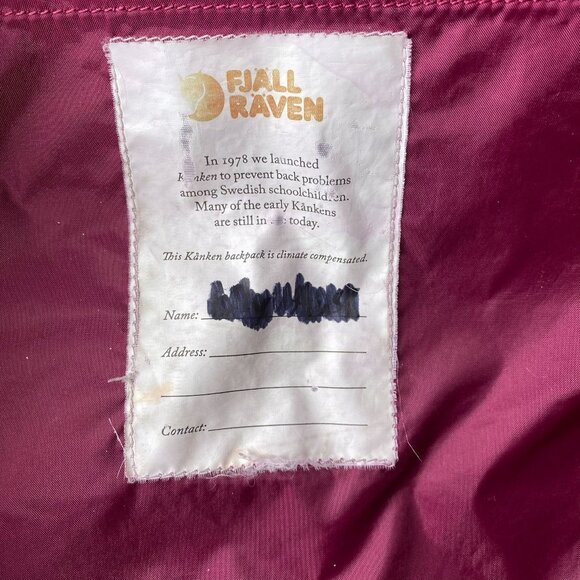 FJÄLL
RÄVEN
In 1978 we launched
to prevent back problems
among Swedish schoolchildren.
Many of the early Kånkens
are still in today.
This Kånken backpack is climate compensated.
Name:
Address:
Contact: